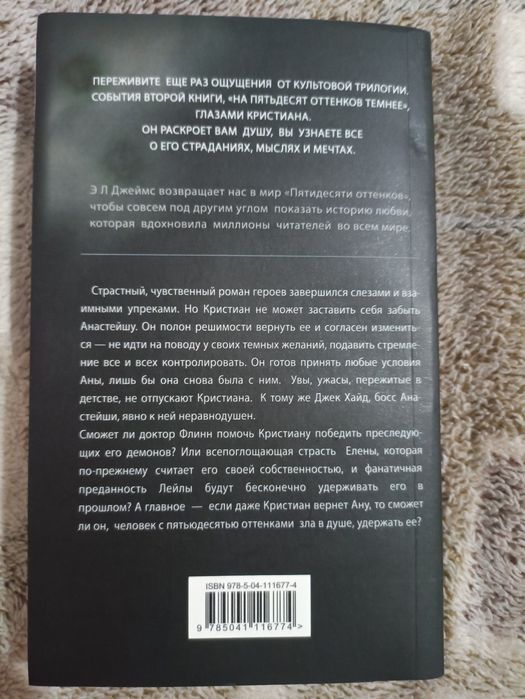 ПЕРЕЖИВИТЕ ЕЩЕ РАЗ ОЩУЩЕНИЯ ОТ КУЛЬТОВОЙ ТРИЛОГИИ.
СОБЫТИЯ ВТОРОЙ КНИГИ, «НА ПЯТЬДЕСЯТ ОТТЕНКОВ ТЕМНЕЕ»,
ГЛАЗАМИ КРИСТИАНА.
ОН РАСКРОЕТ ВАМ ДУШУ, ВЫ УЗНАЕТЕ ВСЕ
О ЕГО СТРАДАНИЯХ, МЫСЛЯХ И МЕЧТАХ.
Э Л Джеймс возвращает нас в мир «Пятидесяти оттенков»,
чтобы совсем под другим углом показать историю любви,
которая вдохновила миллионы читателей во всем мире.
Страстный, чувственный роман героев завершился слезами и вза-
имными упреками. Но Кристиан не может заставить себя забыть
Анастейшу. Он полон решимости вернуть ее и согласен изменить-
ся — не идти на поводу у своих темных желаний, подавить стремле-
ние все и всех контролировать. Он готов принять любые условия
Аны, лишь бы она снова была с ним. Увы, ужасы, пережитые в
детстве, не отпускают Кристиана. К тому же Джек Хайд, босс Ана-
стейши, явно к ней неравнодушен.
Сможет ли доктор Флинн помочь Кристиану победить преследую-
щих его демонов? Или всепоглощающая страсть Елены, которая
по-прежнему считает его своей собственностью, и фанатичная
преданность Лейлы будут бесконечно удерживать его в
прошлом? А главное — если даже Кристиан вернет Ану, то сможет
ли он, человек с пятьюдесятью оттенками зла в душе, удержать ее?
ISBN 978-5-04-111677-4
9 785041 116774 >